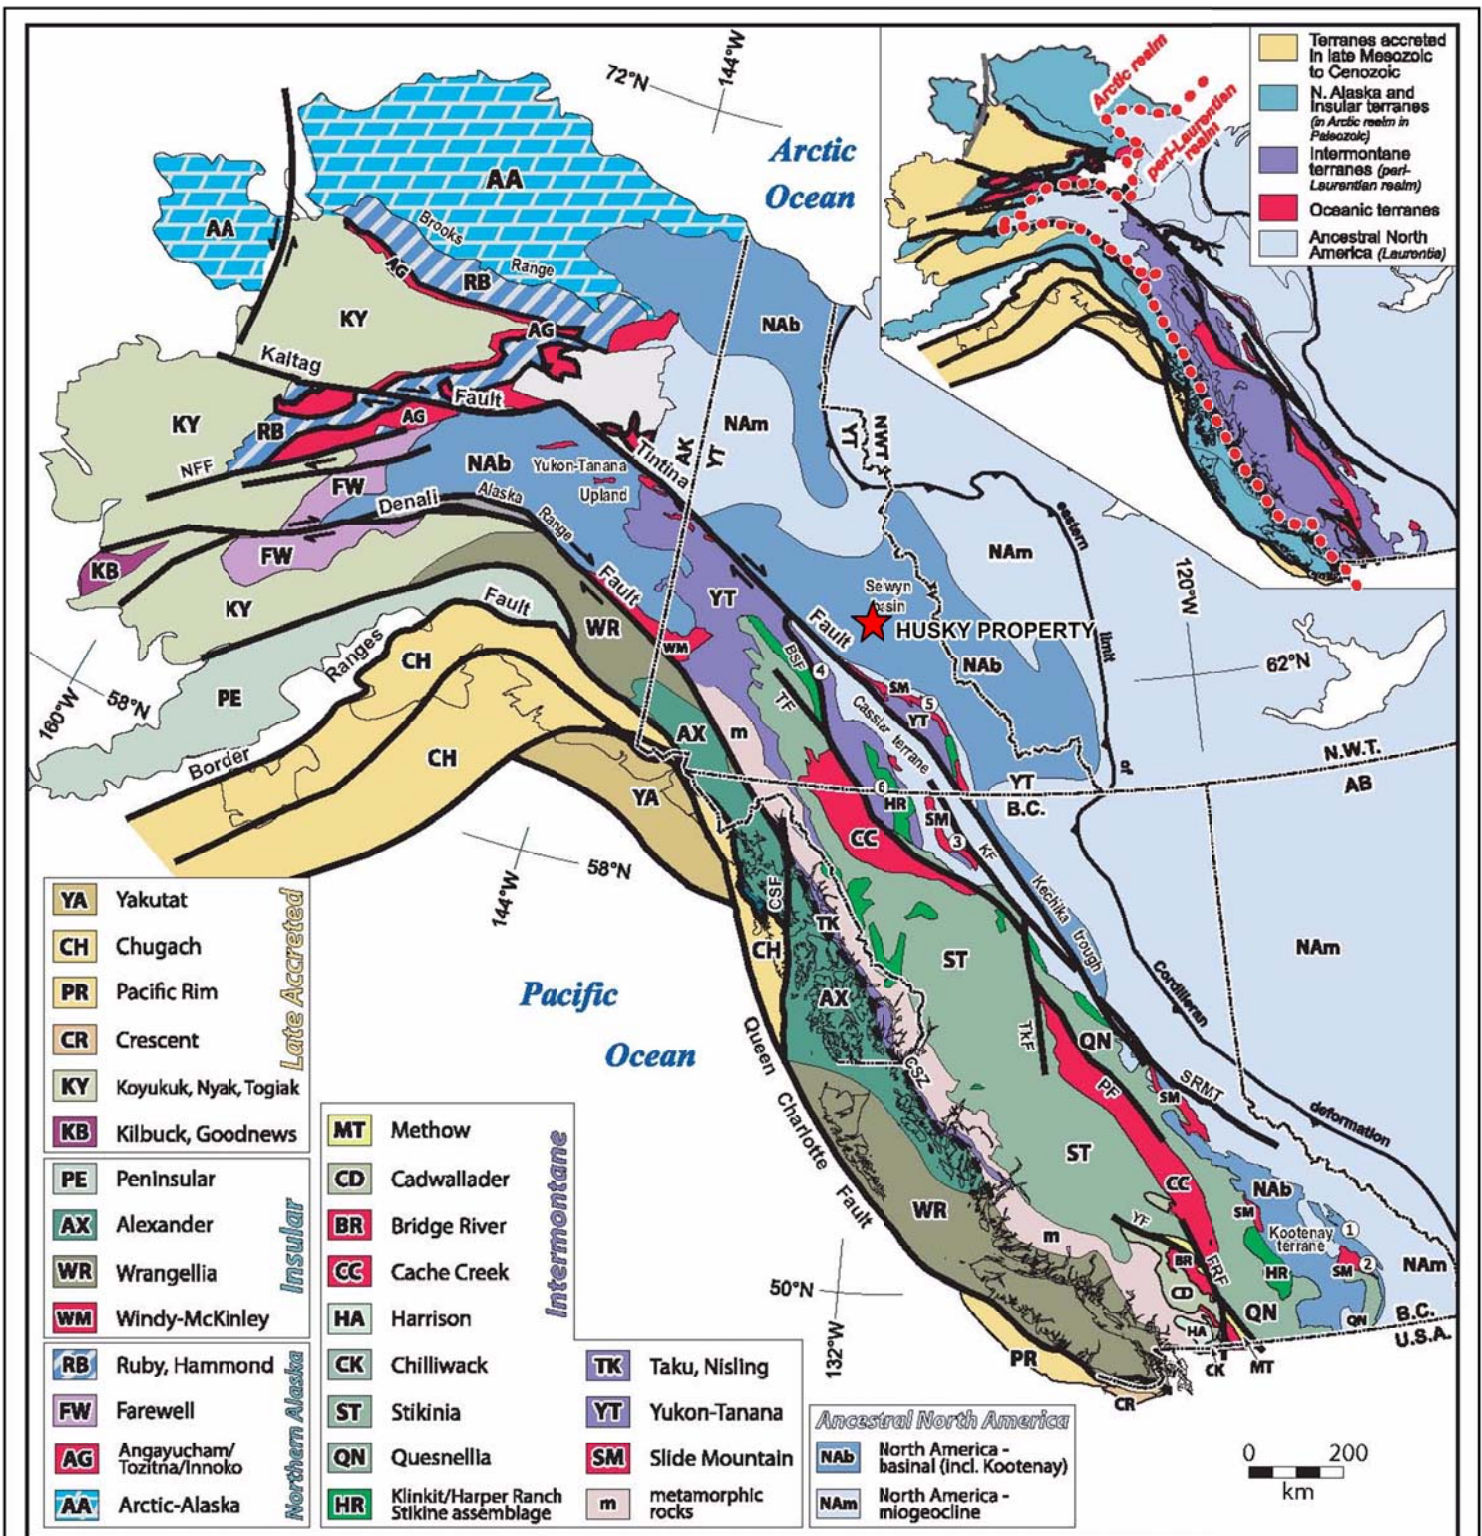 72°N
144°W
Arctic
Ocean
AA
AA
Brooks
Range
AG
RB
KY
AG
NAb
Kaltag
Fault
KY
RB
AG
NAm
YT
NWT
AK
YT
NFF
NAb
Yukon-Tanana
Upland
Tintina
FW
Denali
Alaska
Range
FW
Fault
KB
KY
YT
WR
WM
Fault
Sewyn
HUSKY PROPERTY
NAm
NAb
eastern
limit
of
Cordilleran
deformation
120°W
62°N
Fault
Ranges
Border
PE
CH
CH
YA
160°W
58°N
AX
m
BSF
TF
4
SM
5
YT
Cassiar terrane
6
HR
SM
3
KF
CC
YT
B.C.
N.W.T.
AB
Kechika trough
58°N
144°W
CSF
TK
CH
AX
ST
CSZ
TkF
QN
PF
SM
SRMT
NAm
Pacific
Ocean
Queen
Charlotte
Fault
WR
m
ST
CC
YF
BR
FRF
CD
HA
CK
MT
HR
QN
NAb
SM
Kootenay
terrane
1
SM
2
QN
NAm
B.C.
U.S.A.
50°N
132°W
PR
CR
Arctic realm
peri-Laurentian
realm
Terranes accreted
in late Mesozoic
to Cenozoic
N. Alaska and
Insular terranes
(in Arctic realm in
Paleozoic)
Intermontane
terranes (peri-
Laurentian realm)
Oceanic terranes
Ancestral North
America (Laurentia)
YA Yakutat
CH Chugach
PR Pacific Rim
CR Crescent
KY Koyukuk, Nyak, Togiak
KB Kilbuck, Goodnews
Late Accreted
PE Peninsular
AX Alexander
WR Wrangellia
WM Windy-McKinley
Insular
RB Ruby, Hammond
FW Farewell
AG Angayucham/
Tozitna/Innoko
AA Arctic-Alaska
Northern Alaska
MT Methow
CD Cadwallader
BR Bridge River
CC Cache Creek
HA Harrison
CK Chilliwack
ST Stikinia
QN Quesnellia
HR Klinkit/Harper Ranch
Stikine assemblage
Intermontane
TK Taku, Nisling
YT Yukon-Tanana
SM Slide Mountain
m metamorphic
rocks
Ancestral North America
NAb North America -
basinal (incl. Kootenay)
NAm North America -
miogeocline
0 200
km